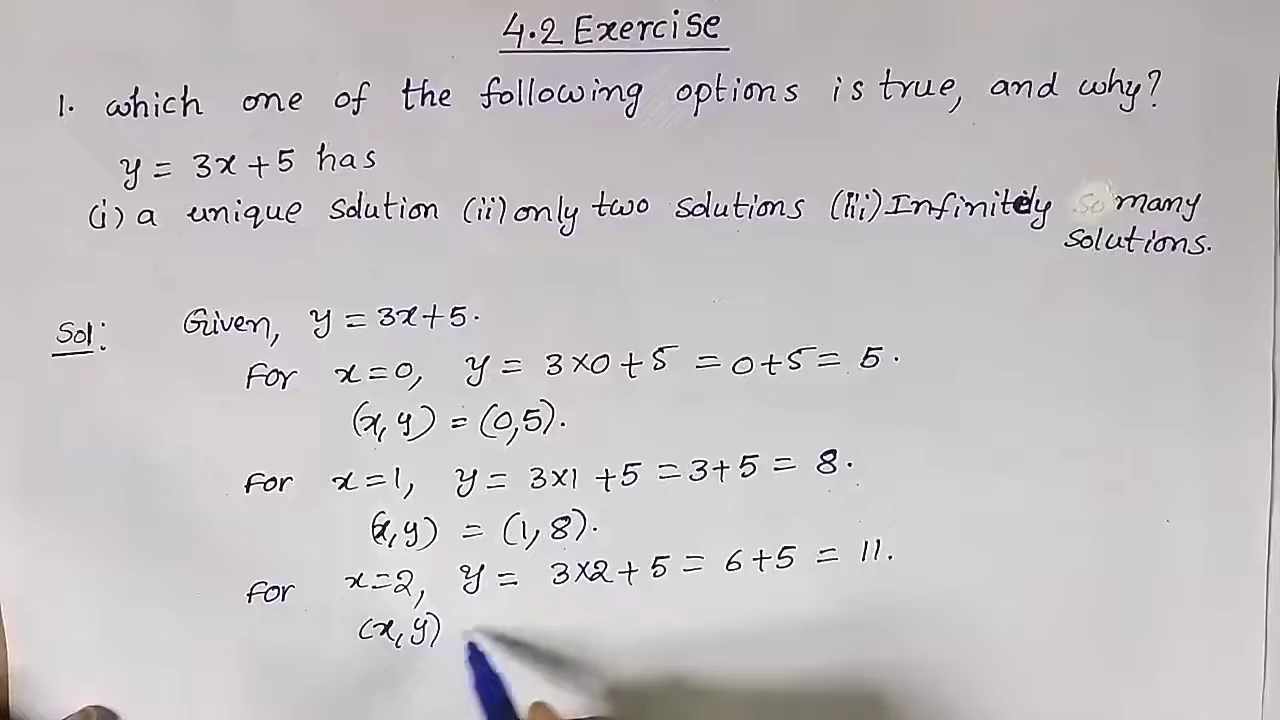 4.2 Exercise
1. which one of the following options is true, and why?
y = 3x+5 has
(i) a unique solution (ii) only two solutions (iii) Infinitely so many
solutions.
Sol: Given, y = 3x+5.
For x=0, y = 3×0+5 = 0+5= 5.
(x,y) = (0,5).
For x=1, y = 3×1 +5 =3+5 = 8.
(x,y) = (1,8).
For x=2, y = 3×2+5 = 6+5 = 11.
(x,y)